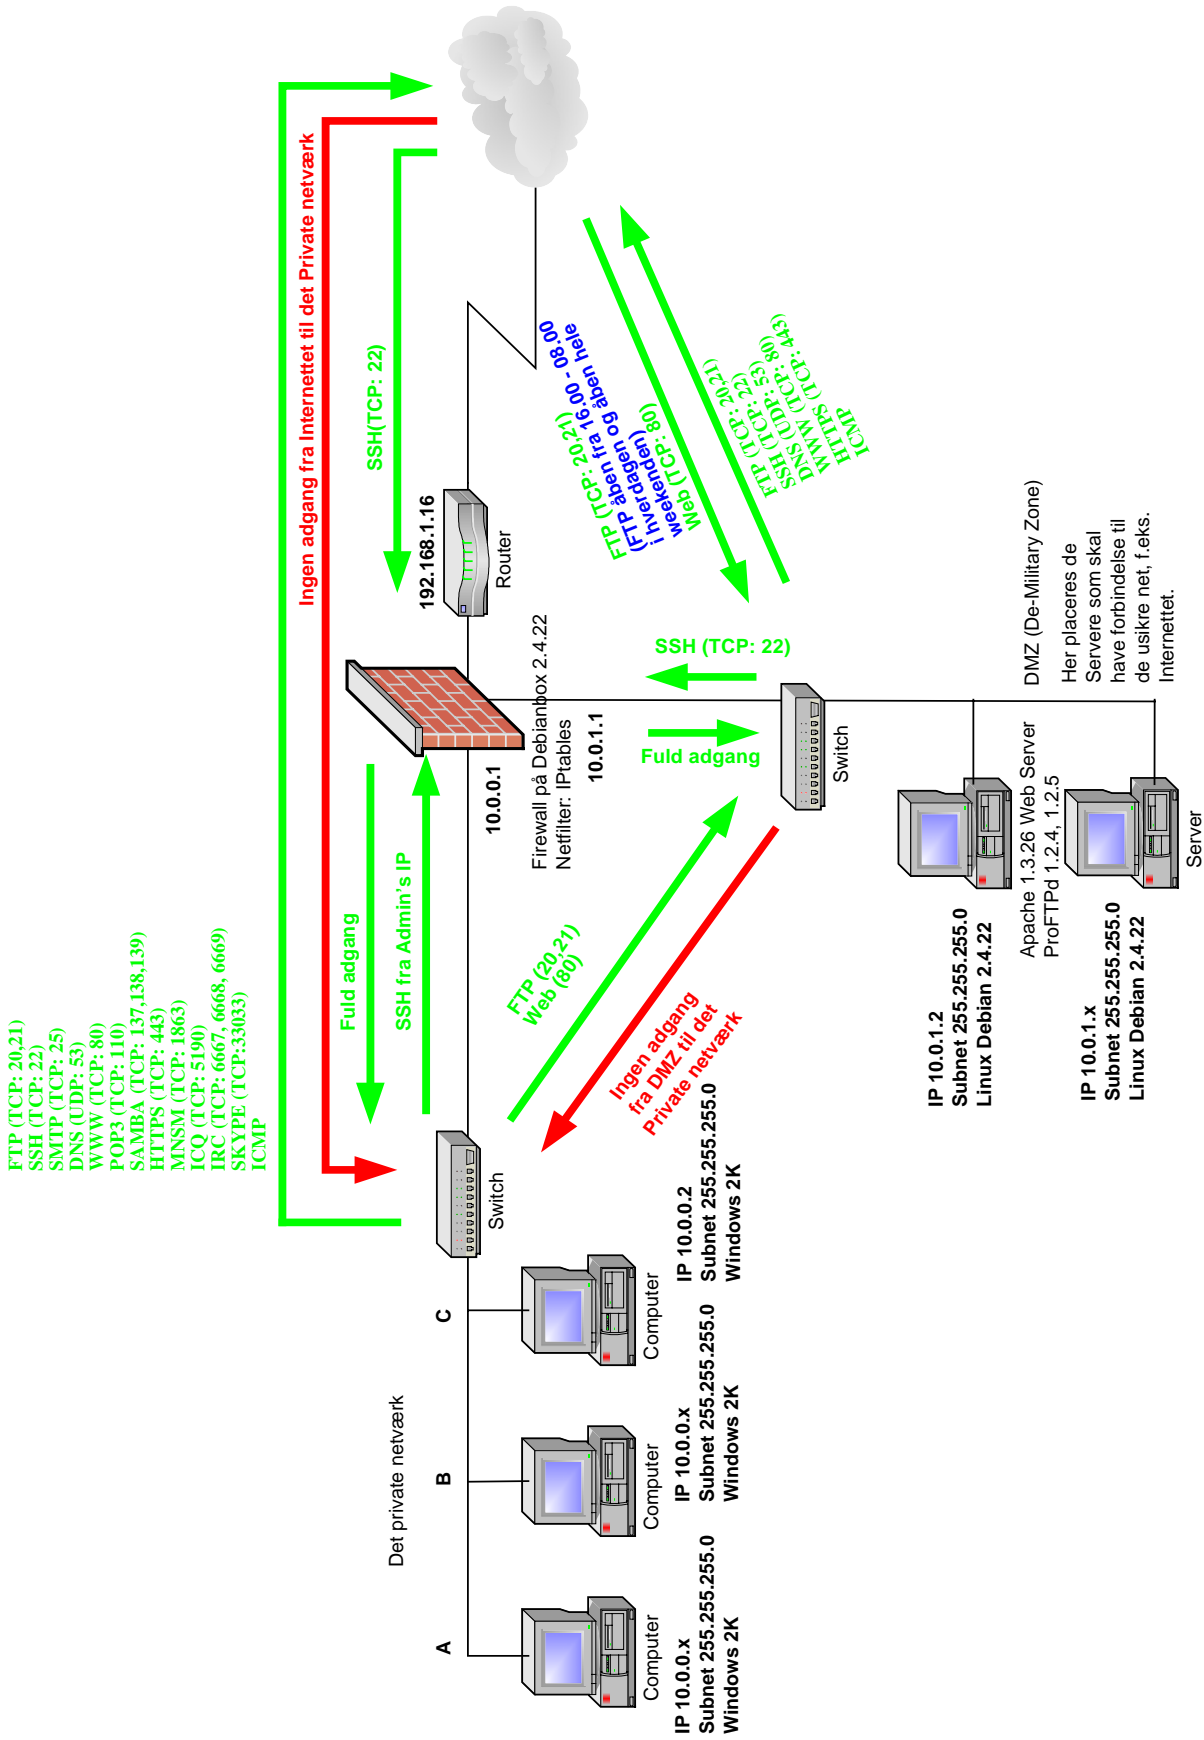 FTP (TCP: 20,21)
SSH (TCP: 22)
SMTP (TCP: 25)
DNS (UDP: 53)
WWW (TCP: 80)
POP3 (TCP: 110)
SAMBA (TCP: 137,138,139)
HTTPS (TCP: 443)
MNSM (TCP: 1863)
ICQ (TCP: 5190)
IRC (TCP: 6667, 6668, 6669)
SKYPE (TCP:33033)
ICMP
Ingen adgang fra Internettet til det Private netværk
SSH(TCP: 22)
Fuld adgang
SSH fra Admin's IP
192.168.1.16
Router
10.0.0.1
Firewall på Debianbox 2.4.22
Netfilter: IPtables
10.0.1.1
Det private netværk
A
B
C
Switch
Computer
IP 10.0.0.x
Subnet 255.255.255.0
Windows 2K
Computer
IP 10.0.0.x
Subnet 255.255.255.0
Windows 2K
Computer
IP 10.0.0.2
Subnet 255.255.255.0
Windows 2K
FTP (20,21)
Web (80)
Ingen adgang
fra DMZ til det
Private netværk
Fuld adgang
SSH (TCP: 22)
FTP (TCP: 20,21)
(FTP åben fra 16.00 - 08.00
i hverdagen og åben hele
weekenden)
Web (TCP: 80)
FTP (TCP: 20,21)
SSH (TCP: 22)
DNS (UDP: 53)
WWW (TCP: 80)
HTTPS (TCP: 443)
ICMP
Switch
DMZ (De-Military Zone)
Her placeres de
Servere som skal
have forbindelse til
de usikre net, f.eks.
Internettet.
IP 10.0.1.2
Subnet 255.255.255.0
Linux Debian 2.4.22
Apache 1.3.26 Web Server
ProFTPd 1.2.4, 1.2.5
IP 10.0.1.x
Subnet 255.255.255.0
Linux Debian 2.4.22
Server